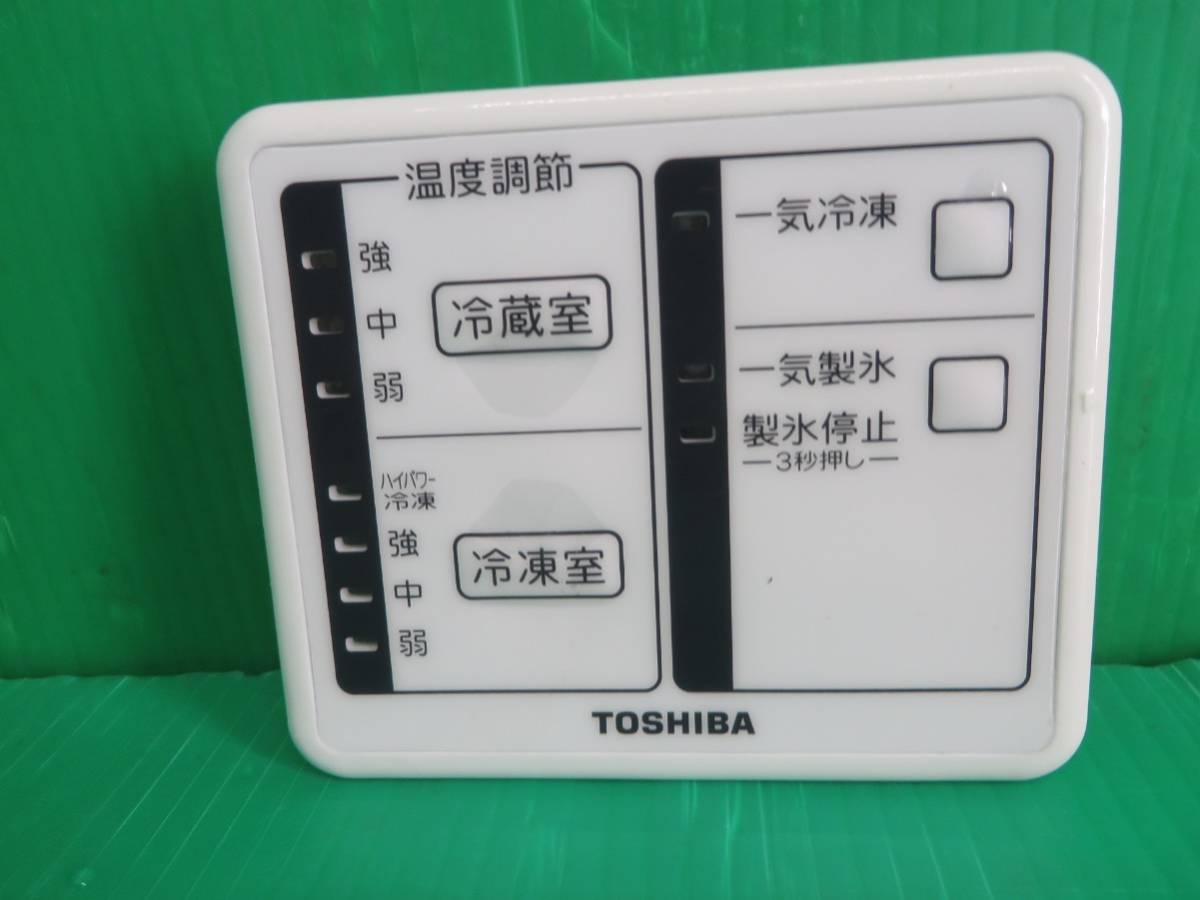 温度調節
強
中
弱
冷蔵室
ハイパワー
冷凍
強
中
弱
冷凍室
一気冷凍
一気製氷
製氷停止
―3秒押し―
TOSHIBA